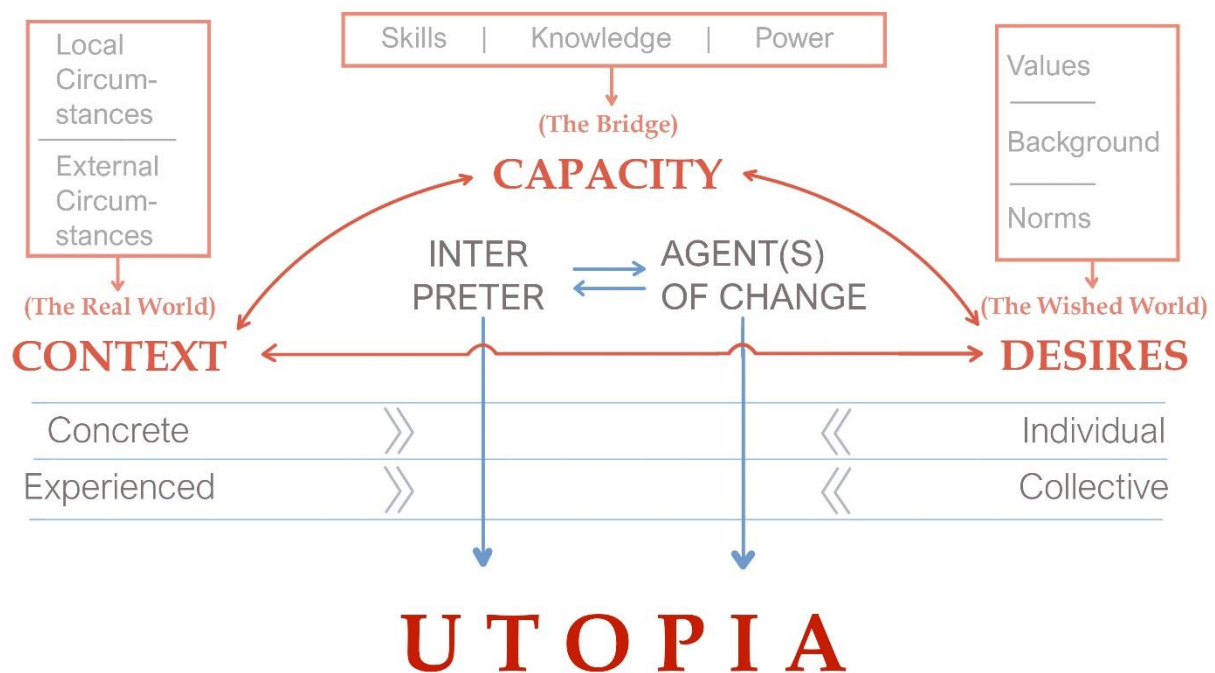 Local
Circum-
stances
External
Circum-
stances
(The Real World)
CONTEXT
Skills | Knowledge | Power
(The Bridge)
CAPACITY
Values
Background
Norms
(The Wished World)
DESIRES
INTER
PRETER
AGENT(S)
OF CHANGE
Concrete
Individual
Experienced
Collective
UTOPIA